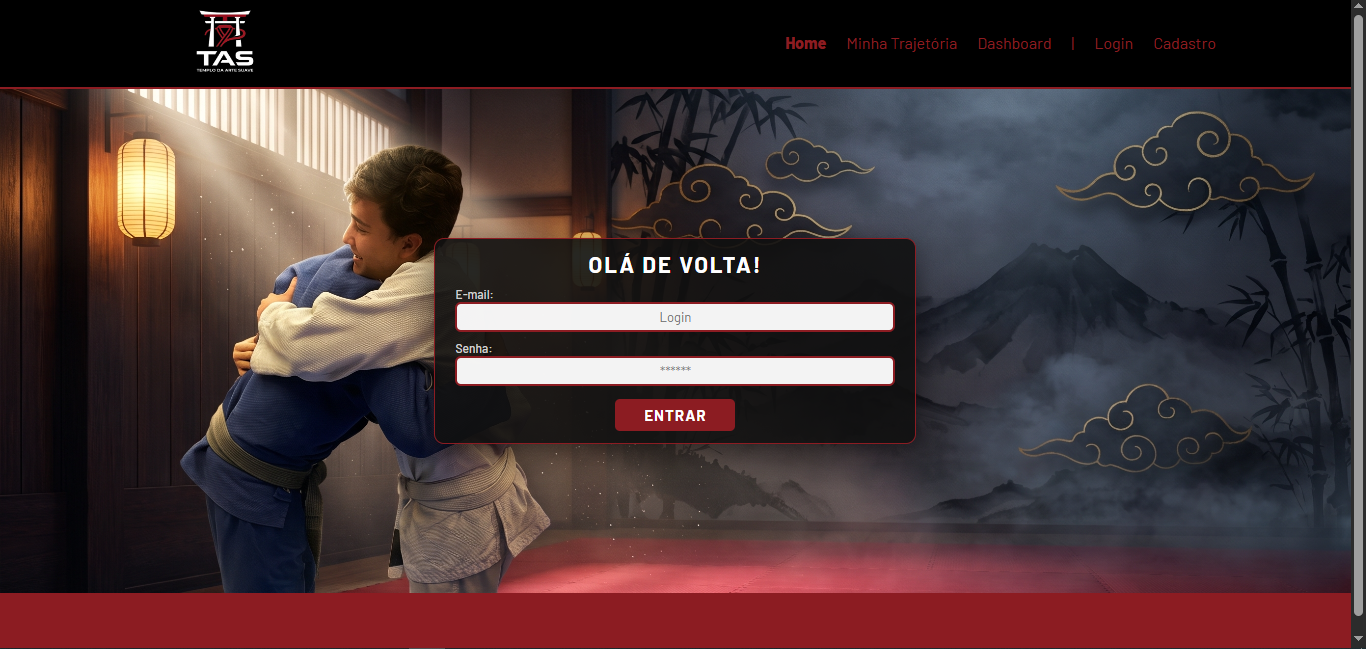 TAS
TEMPLO DA ARTE SUAVE
Home Minha Trajetória Dashboard | Login Cadastro
OLÁ DE VOLTA!
E-mail:
Login
Senha:
******
ENTRAR